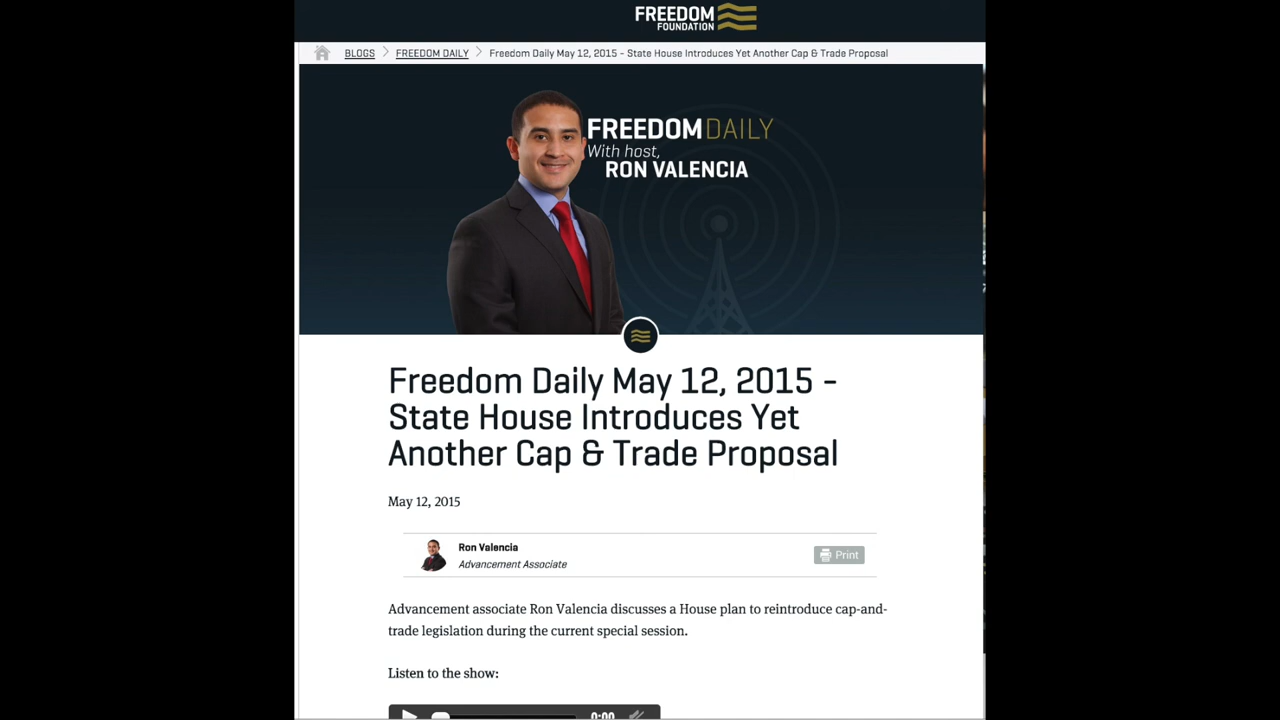 FREEDOM
FOUNDATION
BLOGS FREEDOM DAILY Freedom Daily May 12, 2015 - State House Introduces Yet Another Cap & Trade Proposal
FREEDOMDAILY
With host,
RON VALENCIA
Freedom Daily May 12, 2015 -
State House Introduces Yet
Another Cap & Trade Proposal
May 12, 2015
Ron Valencia
Advancement Associate
Print
Advancement associate Ron Valencia discusses a House plan to reintroduce cap-and-
trade legislation during the current special session.
Listen to the show:
0:00